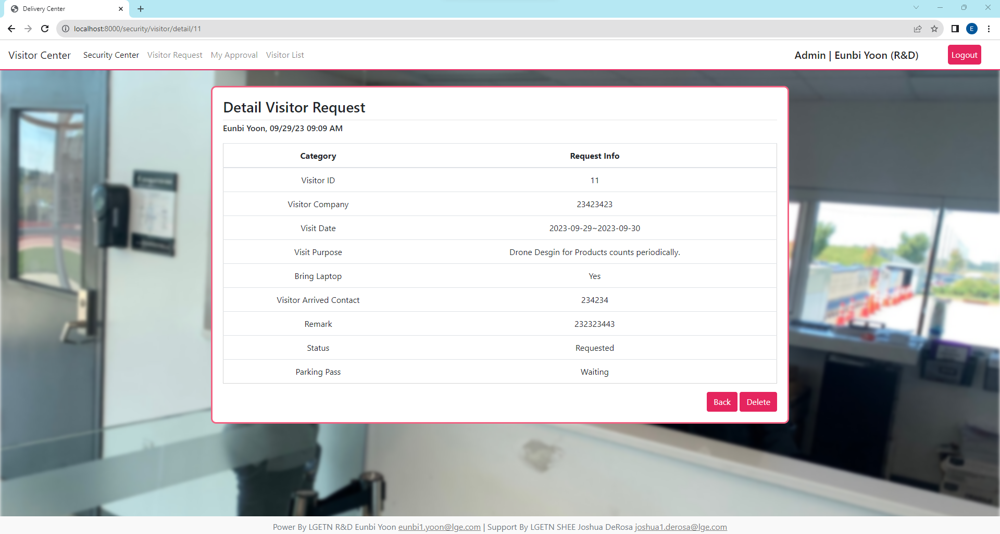 Delivery Center
localhost:8000/security/visitor/detail/11
E
Visitor Center Security Center Visitor Request My Approval Visitor List Admin | Eunbi Yoon (R&D) Logout
Detail Visitor Request
Eunbi Yoon, 09/29/23 09:09 AM
Category Request Info
Visitor ID 11
Visitor Company 23423423
Visit Date 2023-09-29~2023-09-30
Visit Purpose Drone Desgin for Products counts periodically.
Bring Laptop Yes
Visitor Arrived Contact 234234
Remark 232323443
Status Requested
Parking Pass Waiting
Back Delete
Power By LGETN R&D Eunbi Yoon eunbi1.yoon@lge.com | Support By LGETN SHEE Joshua DeRosa joshua1.derosa@lge.com